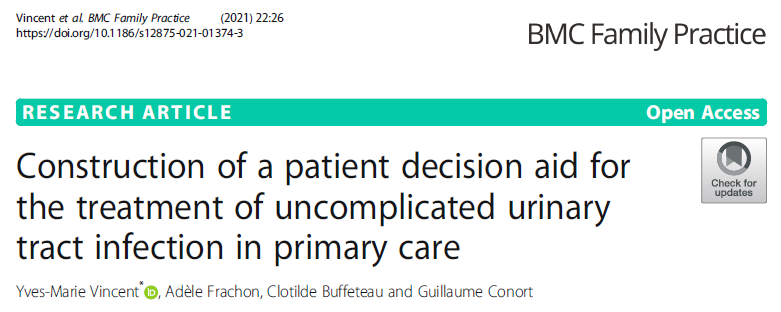 Vincent et al. BMC Family Practice (2021) 22:26
https://doi.org/10.1186/s12875-021-01374-3
BMC Family Practice
RESEARCH ARTICLE Open Access
Construction of a patient decision aid for
the treatment of uncomplicated urinary
tract infection in primary care
Check for
updates
Yves-Marie Vincent* iD, Adèle Frachon, Clotilde Buffeteau and Guillaume Conort